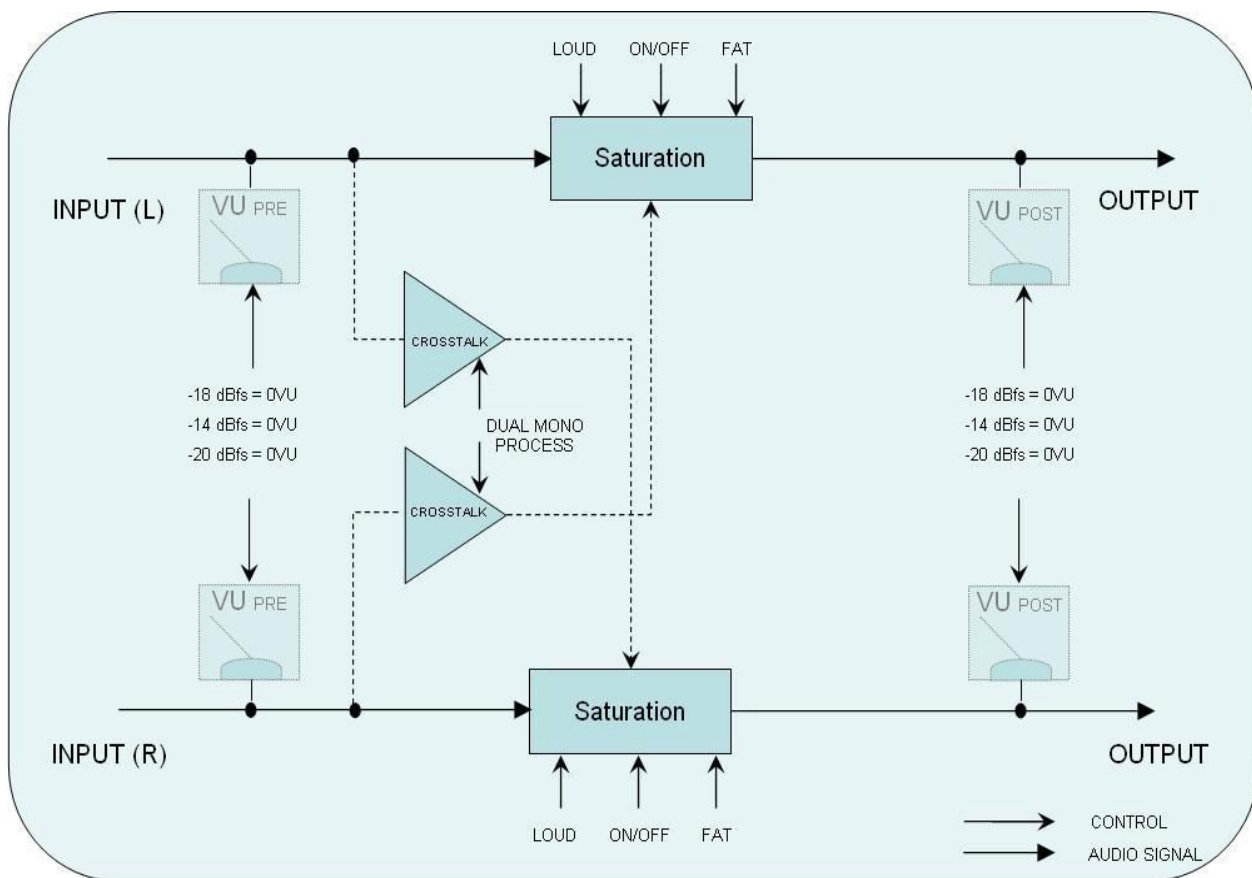 LOUD ON/OFF FAT
Saturation
INPUT (L)
VU PRE
VU POST
OUTPUT
CROSSTALK
-18 dBfs = 0VU
-14 dBfs = 0VU
-20 dBfs = 0VU
DUAL MONO
PROCESS
-18 dBfs = 0VU
-14 dBfs = 0VU
-20 dBfs = 0VU
CROSSTALK
VU PRE
VU POST
Saturation
INPUT (R)
OUTPUT
LOUD ON/OFF FAT
CONTROL
AUDIO SIGNAL